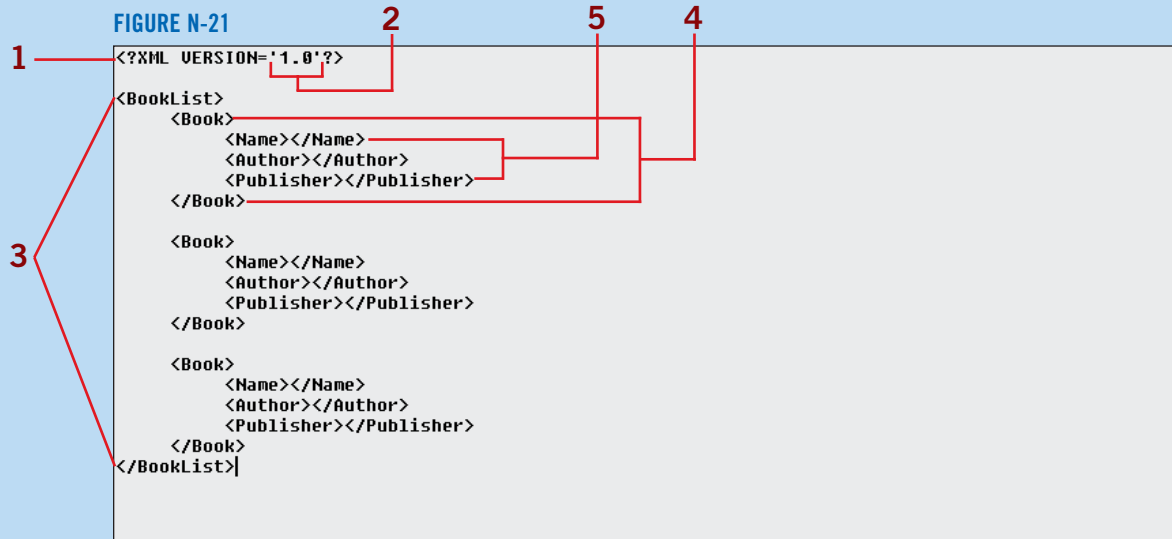 FIGURE N-21
2
5
4
1
<?XML VERSION='1.0'?>
<BookList>
<Book>
<Name></Name>
<Author></Author>
<Publisher></Publisher>
</Book>
3
<Book>
<Name></Name>
<Author></Author>
<Publisher></Publisher>
</Book>
<Book>
<Name></Name>
<Author></Author>
<Publisher></Publisher>
</Book>
</BookList>